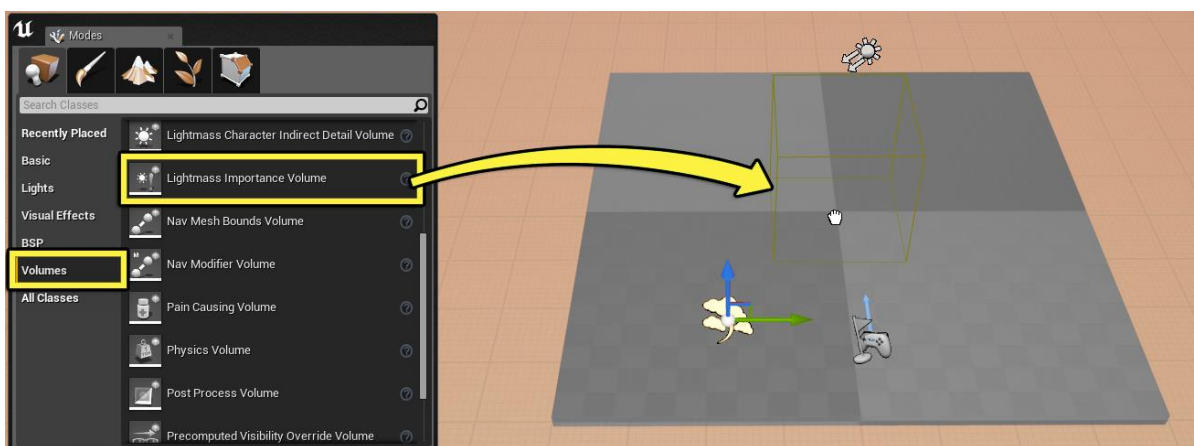 Modes
Search Classes
Recently Placed
Basic
Lights
Visual Effects
BSP
Volumes
All Classes
Lightmass Character Indirect Detail Volume
Lightmass Importance Volume
Nav Mesh Bounds Volume
Nav Modifier Volume
Pain Causing Volume
Physics Volume
Post Process Volume
Precomputed Visibility Override Volume